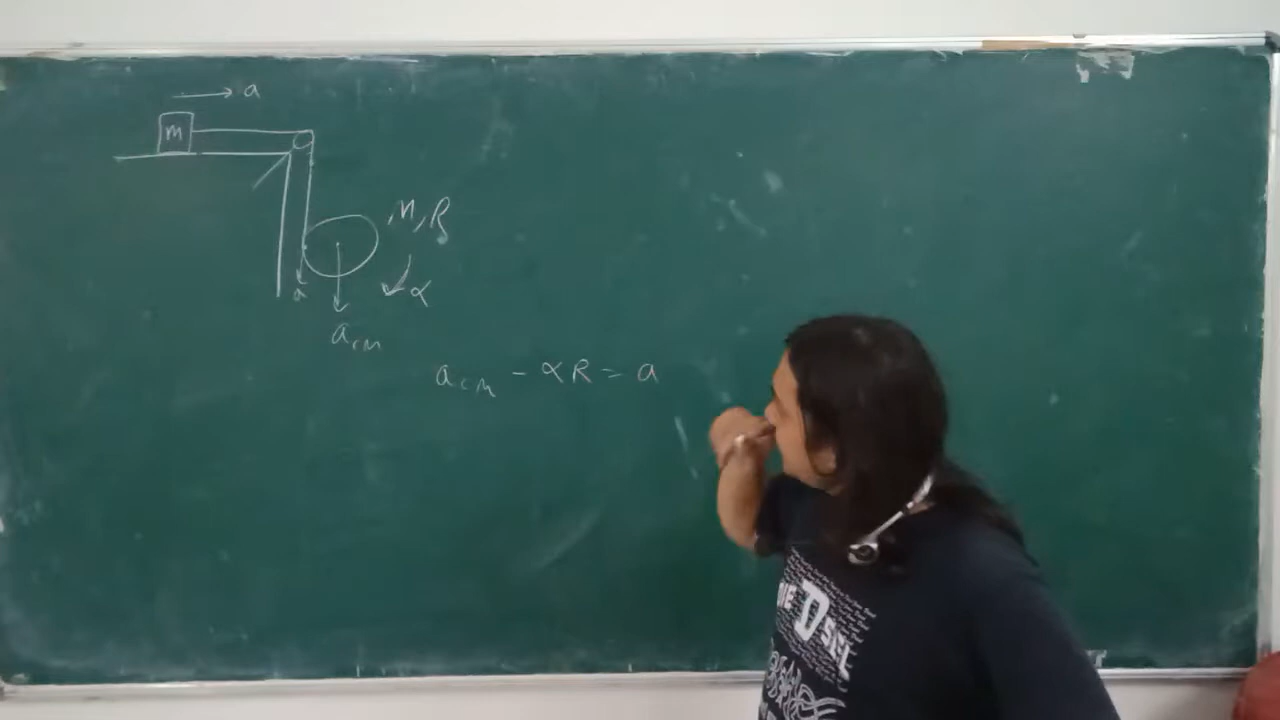 a
m
M, R
a
α
a_cm
a_cm - αR = a
D